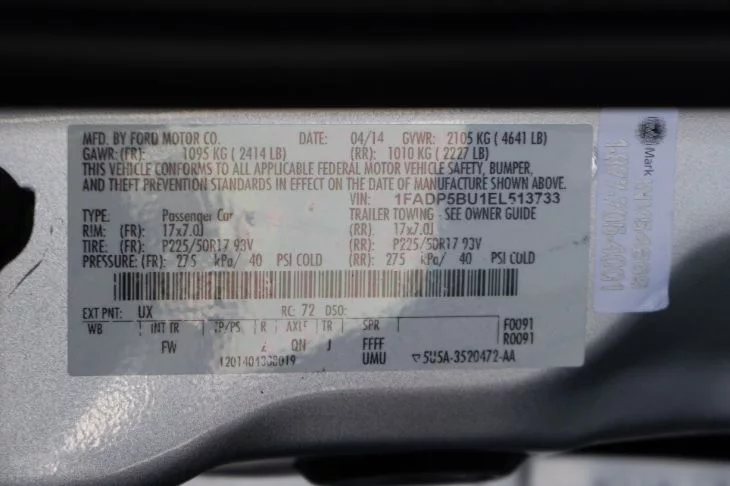 MFD. BY FORD MOTOR CO. DATE: 04/14 GVWR: 2105 KG ( 4641 LB)
GAWR: (FR): 1095 KG ( 2414 LB) (RR): 1010 KG ( 2227 LB)
THIS VEHICLE CONFORMS TO ALL APPLICABLE FEDERAL MOTOR VEHICLE SAFETY, BUMPER,
AND THEFT PREVENTION STANDARDS IN EFFECT ON THE DATE OF MANUFACTURE SHOWN ABOVE.
VIN: 1FADP5BU1EL513733
TYPE: Passenger Car TRAILER TOWING - SEE OWNER GUIDE
RIM: (FR): 17x7.0J (RR): 17x7.0J
TIRE: (FR): P225/50R17 93V (RR): P225/50R17 93V
PRESSURE: (FR): 275 kPa/ 40 PSI COLD (RR): 275 kPa/ 40 PSI COLD
EXT PNT: UX RC: 72 DSO:
WB INT TR TP/PS R AXLE TR SPR F0091
FW QN J FFFF R0091
UMU 5U5A-3520472-AA
Mark